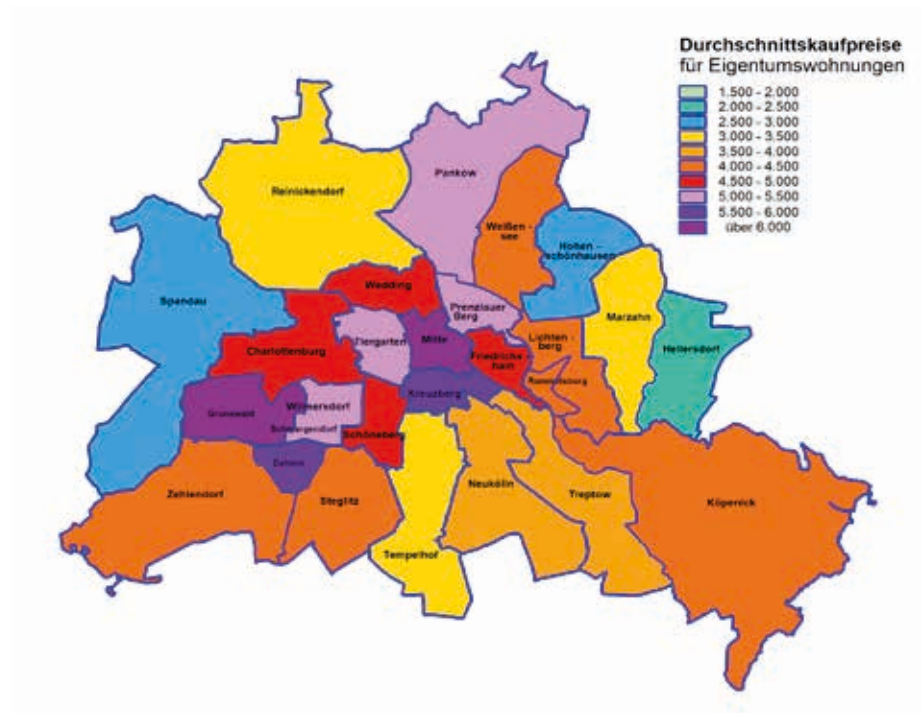 Durchschnittskaufpreise
für Eigentumswohnungen
1.500 - 2.000
2.000 - 2.500
2.500 - 3.000
3.000 - 3.500
3.500 - 4.000
4.000 - 4.500
4.500 - 5.000
5.000 - 5.500
5.500 - 6.000
über 6.000
Pankow
Reinickendorf
Weißen -
see
Hohen -
schönhausen
Wedding
Spandau
Prenzlauer
Berg
Marzahn
Mitte
Tiergarten
Lichten -
berg
Hellersdorf
Charlottenburg
Friedrichs-
hain
Rummelsburg
Kreuzberg
Wilmersdorf
Grunewald
Schmargendorf
Schöneberg
Dahlem
Zehlendorf
Steglitz
Neukölln
Treptow
Köpenick
Tempelhof